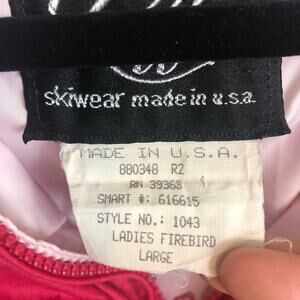 skiwear made in u.s.a.
MADE IN U.S.A.
880348 R2
RN 39368
SMART #: 616615
STYLE NO.: 1043
LADIES FIREBIRD
LARGE